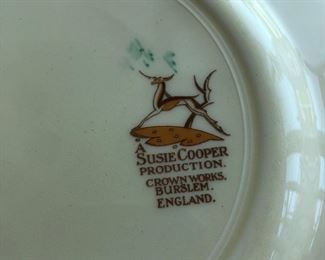 A
SUSIE COOPER
PRODUCTION.
CROWN WORKS,
BURSLEM.
ENGLAND.